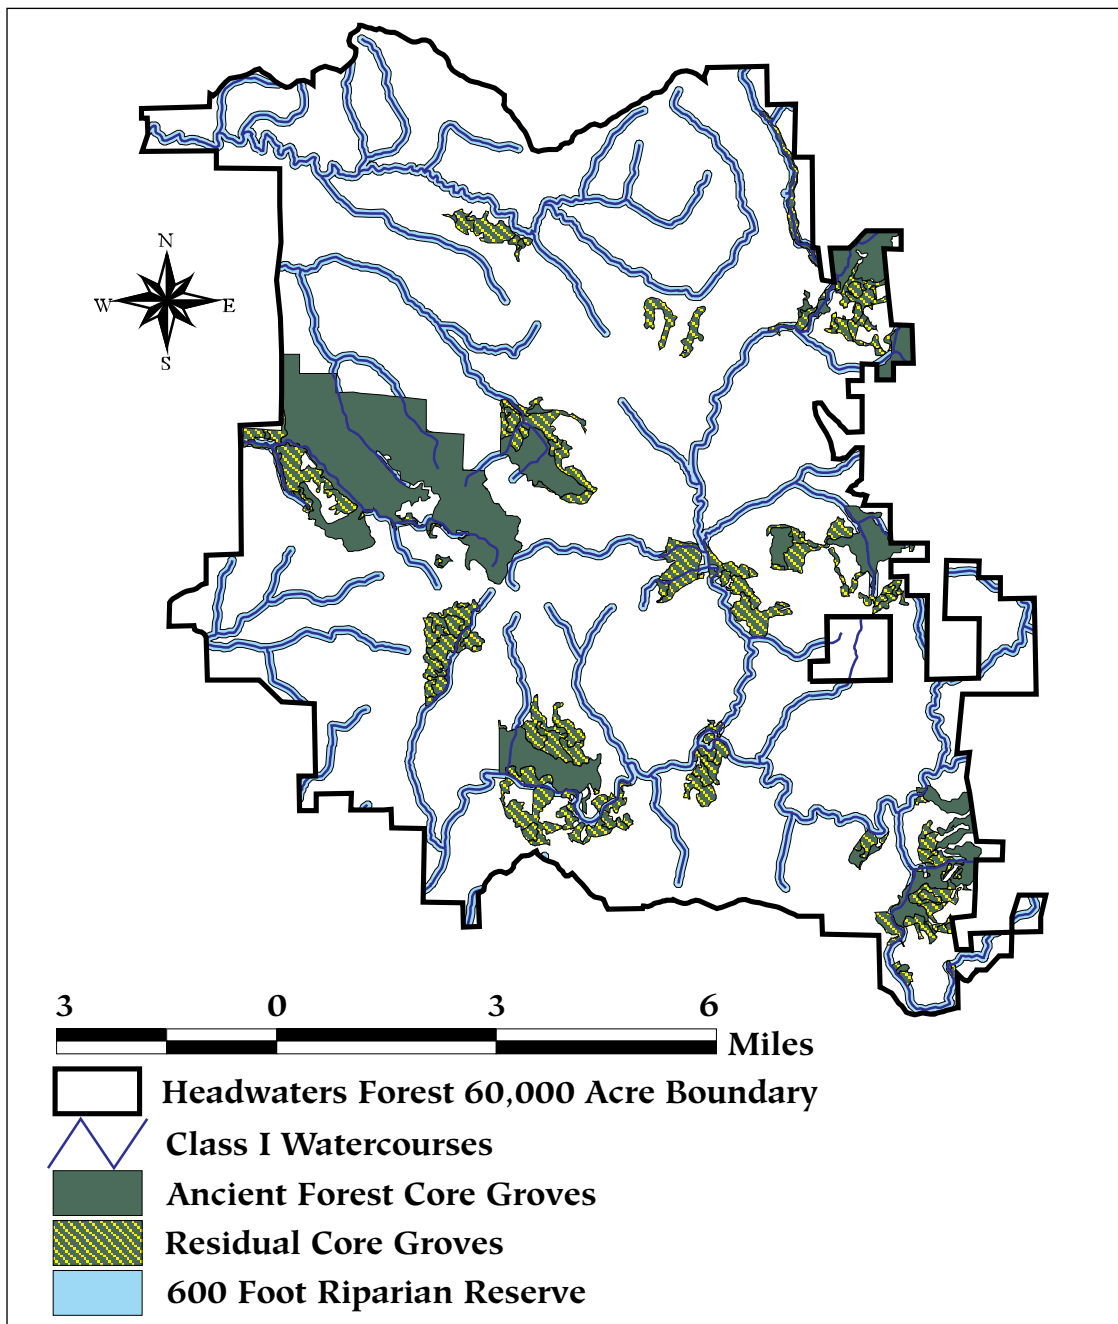 N
W E
S
3 0 3 6
Miles
Headwaters Forest 60,000 Acre Boundary
Class I Watercourses
Ancient Forest Core Groves
Residual Core Groves
600 Foot Riparian Reserve